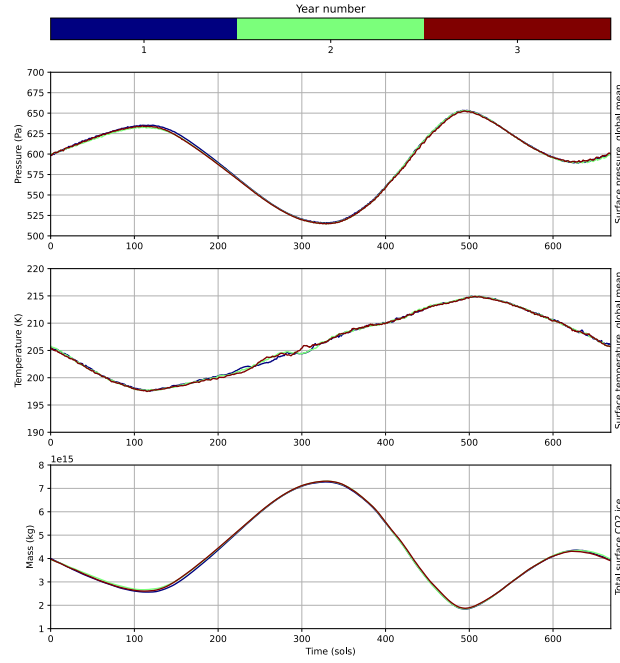 Year number
1 2 3
700
675
650
625
600
575
550
525
500
Pressure (Pa)
Surface pressure, global mean
0 100 200 300 400 500 600
220
215
210
205
200
195
190
Temperature (K)
Surface temperature, global mean
0 100 200 300 400 500 600
1e15
8
7
6
5
4
3
2
1
Mass (kg)
Total surface CO2 ice
0 100 200 300 400 500 600
Time (sols)